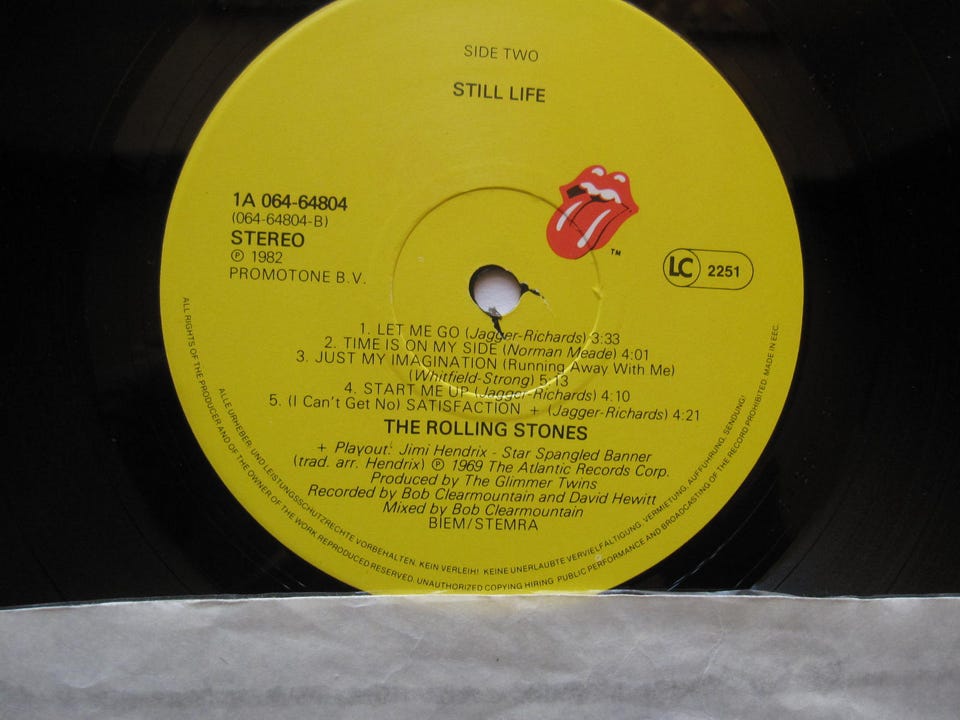 SIDE TWO
STILL LIFE
1A 064-64804
(064-64804-B)
STEREO
℗ 1982
PROMOTONE B.V.
TM
LC 2251
1. LET ME GO (Jagger-Richards) 3:33
2. TIME IS ON MY SIDE (Norman Meade) 4:01
3. JUST MY IMAGINATION (Running Away With Me)
(Whitfield-Strong) 5:13
4. START ME UP (Jagger-Richards) 4:10
5. (I Can't Get No) SATISFACTION + (Jagger-Richards) 4:21
THE ROLLING STONES
+ Playout: Jimi Hendrix - Star Spangled Banner
(trad. arr. Hendrix) ℗ 1969 The Atlantic Records Corp.
Produced by The Glimmer Twins
Recorded by Bob Clearmountain and David Hewitt
Mixed by Bob Clearmountain
BIEM/STEMRA
ALLE URHEBER- UND LEISTUNGSSCHUTZRECHTE VORBEHALTEN. KEIN VERLEIH! KEINE UNERLAUBTE VERVIELFÄLTIGUNG, VERMIETUNG, AUFFÜHRUNG, SENDUNG!
ALL RIGHTS OF THE PRODUCER AND OF THE OWNER OF THE WORK REPRODUCED RESERVED. UNAUTHORIZED COPYING HIRING PUBLIC PERFORMANCE AND BROADCASTING OF THE RECORD PROHIBITED. MADE IN EEC.